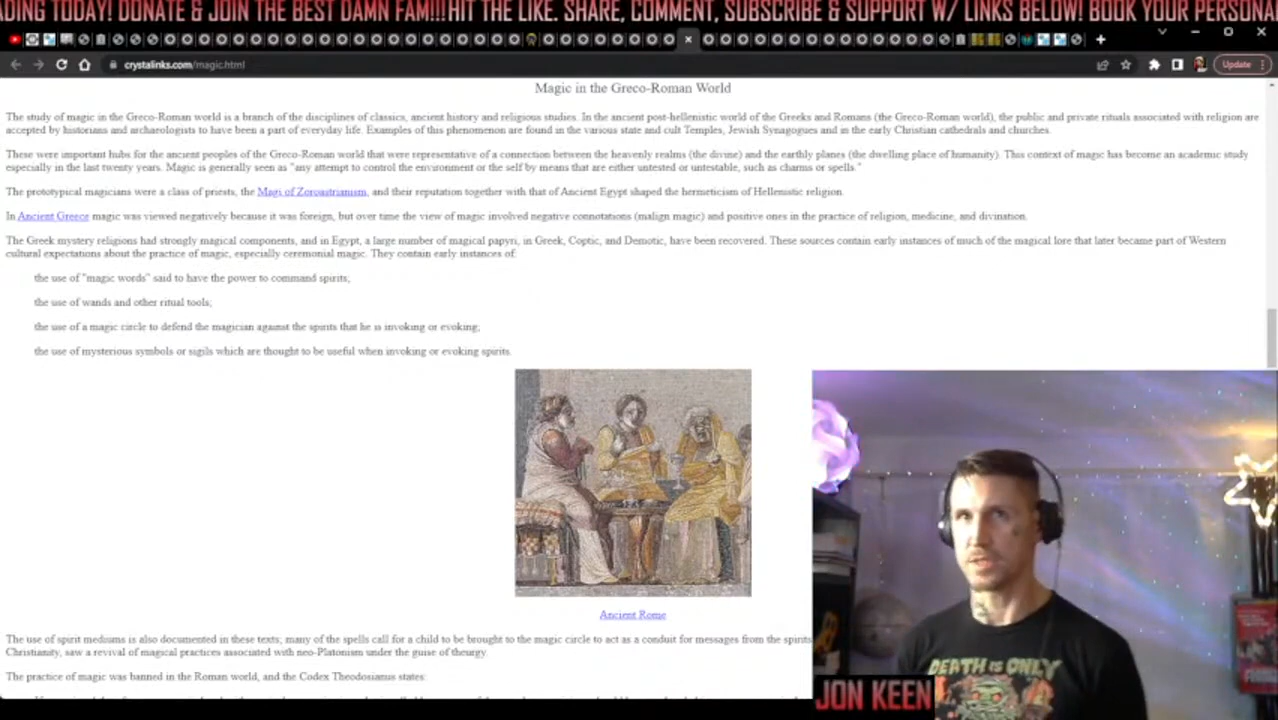 ADING TODAY! DONATE & JOIN THE BEST DAMN FAM!!! HIT THE LIKE. SHARE, COMMENT, SUBSCRIBE & SUPPORT W/ LINKS BELOW! BOOK YOUR PERSONA
crystalinks.com/magic.html
Update
Magic in the Greco-Roman World
The study of magic in the Greco-Roman world is a branch of the disciplines of classics, ancient history and religious studies. In the ancient post-hellenistic world of the Greeks and Romans (the Greco-Roman world), the public and private rituals associated with religion are
accepted by historians and archaeologists to have been a part of everyday life. Examples of this phenomenon are found in the various state and cult Temples, Jewish Synagogues and in the early Christian cathedrals and churches.
These were important hubs for the ancient peoples of the Greco-Roman world that were representative of a connection between the heavenly realms (the divine) and the earthly planes (the dwelling place of humanity). This context of magic has become an academic study
especially in the last twenty years. Magic is generally seen as "any attempt to control the environment or the self by means that are either untested or untestable, such as charms or spells."
The prototypical magicians were a class of priests, the Magi of Zoroastrianism, and their reputation together with that of Ancient Egypt shaped the hermeticism of Hellenistic religion.
In Ancient Greece magic was viewed negatively because it was foreign, but over time the view of magic involved negative connotations (malign magic) and positive ones in the practice of religion, medicine, and divination.
The Greek mystery religions had strongly magical components, and in Egypt, a large number of magical papyri, in Greek, Coptic, and Demotic, have been recovered. These sources contain early instances of much of the magical lore that later became part of Western
cultural expectations about the practice of magic, especially ceremonial magic. They contain early instances of:
the use of "magic words" said to have the power to command spirits;
the use of wands and other ritual tools;
the use of a magic circle to defend the magician against the spirits that he is invoking or evoking;
the use of mysterious symbols or sigils which are thought to be useful when invoking or evoking spirits.
Ancient Rome
The use of spirit mediums is also documented in these texts; many of the spells call for a child to be brought to the magic circle to act as a conduit for messages from the spirits
Christianity, saw a revival of magical practices associated with neo-Platonism under the guise of theurgy.
The practice of magic was banned in the Roman world, and the Codex Theodosianus states:
DEATH IS ONLY
JON KEEN